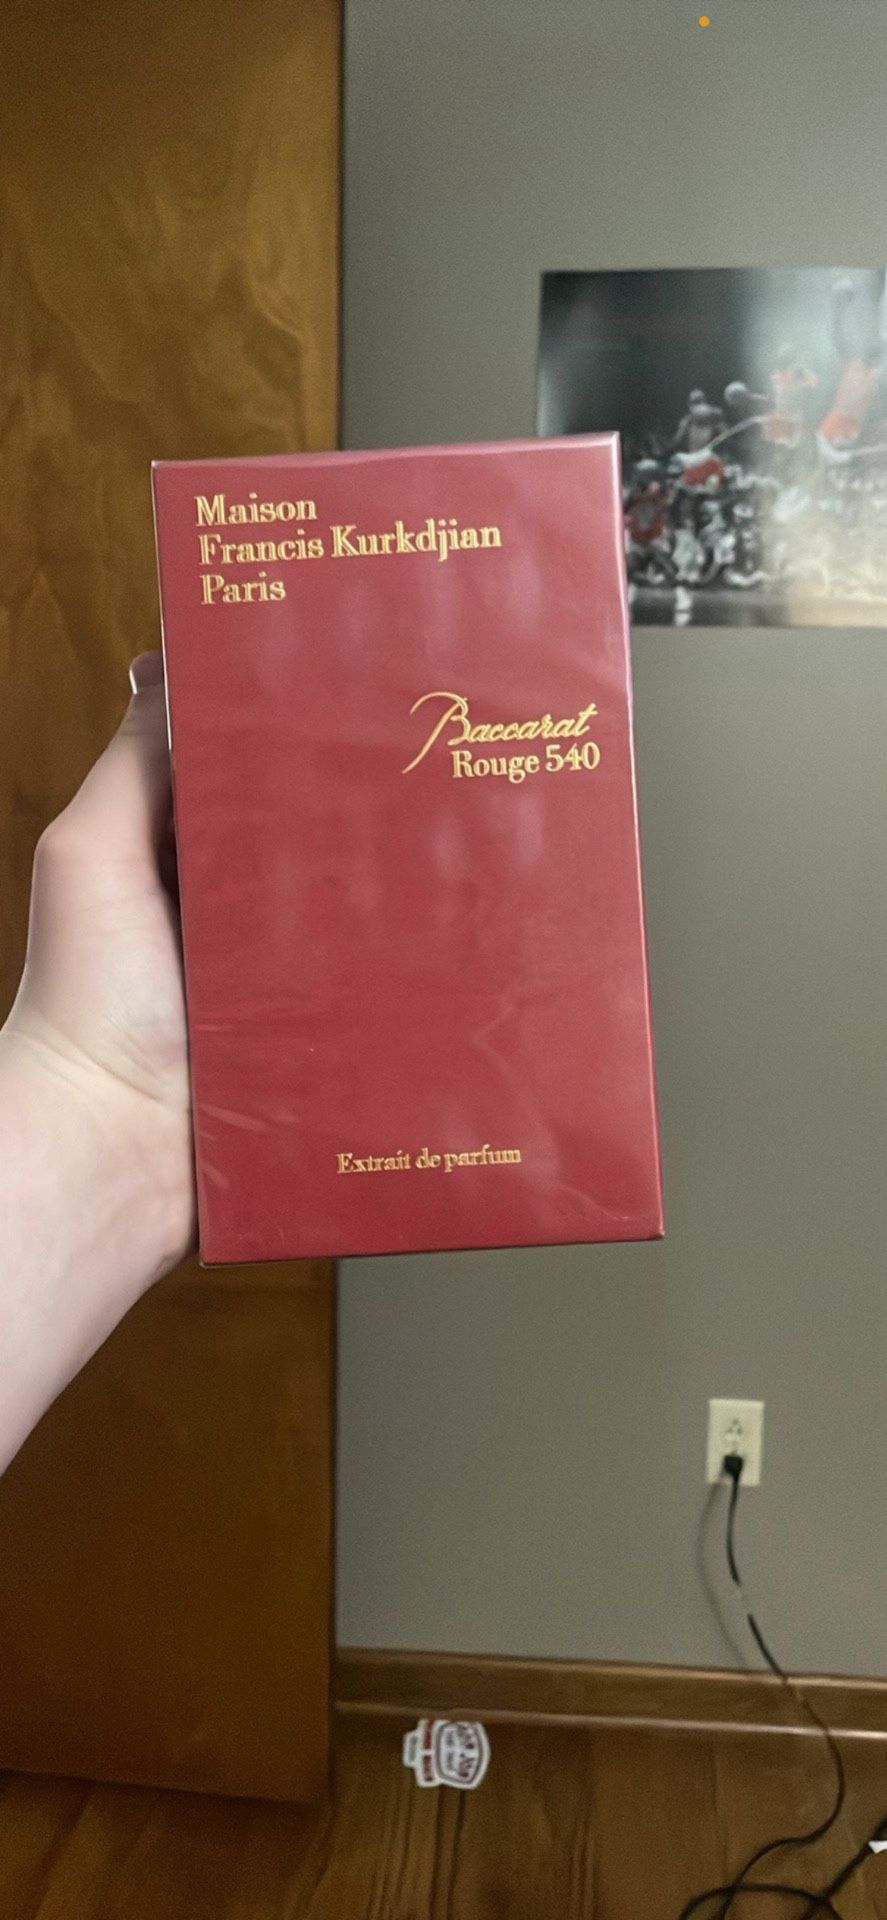 Maison
Francis Kurkdjian
Paris
Baccarat
Rouge 540
Extrait de parfum